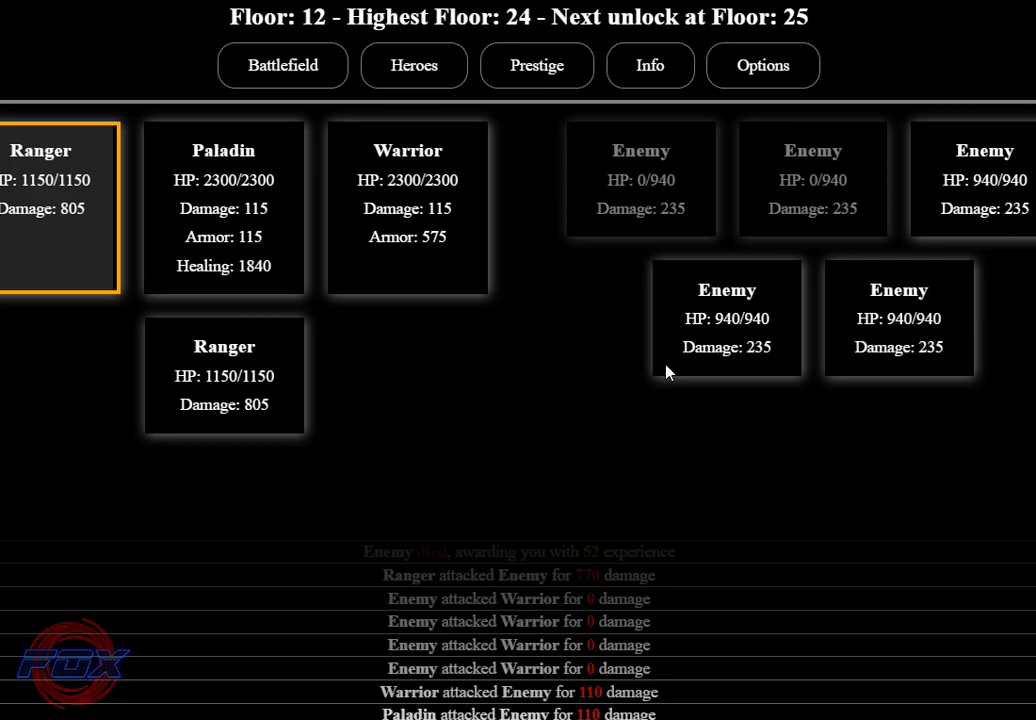 Floor: 12 - Highest Floor: 24 - Next unlock at Floor: 25
Battlefield
Heroes
Prestige
Info
Options
Ranger
HP: 1150/1150
Damage: 805
Paladin
HP: 2300/2300
Damage: 115
Armor: 115
Healing: 1840
Warrior
HP: 2300/2300
Damage: 115
Armor: 575
Enemy
HP: 0/940
Damage: 235
Enemy
HP: 0/940
Damage: 235
Enemy
HP: 940/940
Damage: 235
Ranger
HP: 1150/1150
Damage: 805
Enemy
HP: 940/940
Damage: 235
Enemy
HP: 940/940
Damage: 235
Enemy died, awarding you with 52 experience
Ranger attacked Enemy for 770 damage
Enemy attacked Warrior for 0 damage
Enemy attacked Warrior for 0 damage
Enemy attacked Warrior for 0 damage
Enemy attacked Warrior for 0 damage
Warrior attacked Enemy for 110 damage
Paladin attacked Enemy for 110 damage
FOX